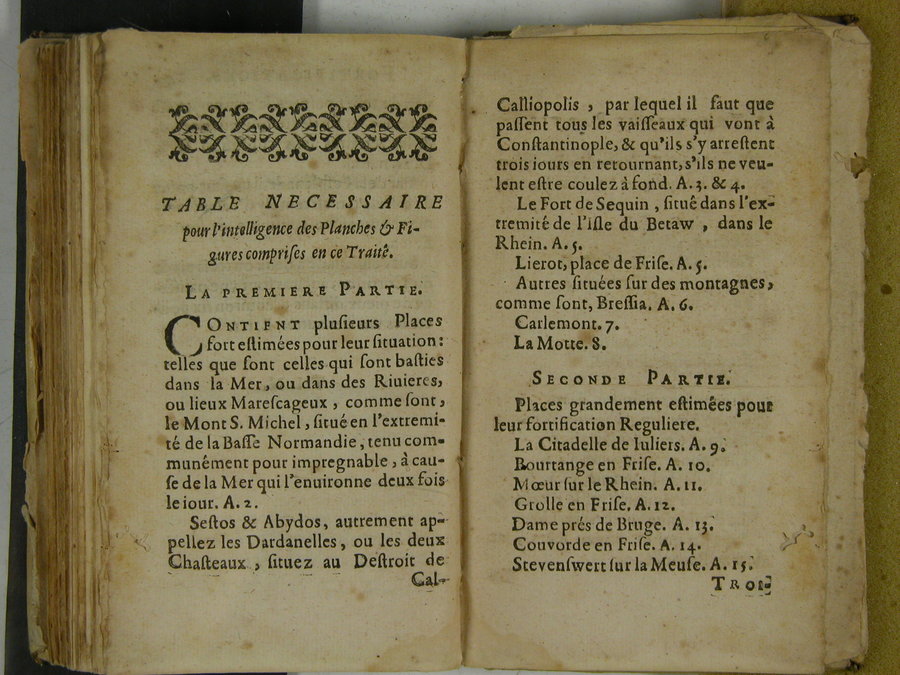 TABLE NECESSAIRE
pour l'intelligence des Planches & Fi-
gures comprises en ce Traité.
LA PREMIERE PARTIE.
CONTIENT plusieurs Places
fort estimées pour leur situation:
telles que sont celles qui sont basties
dans la Mer, ou dans des Riuieres,
ou lieux Marescageux, comme sont,
le Mont S. Michel, situé en l'extremi-
té de la Basse Normandie, tenu com-
munément pour impregnable, à cau-
se de la Mer qui l'enuironne deux fois
le iour. A. 2.
Sestos & Abydos, autrement ap-
pellez les Dardanelles, ou les deux
Chasteaux, situez au Destroit de
Cal-
Calliopolis, par lequel il faut que
passent tous les vaisseaux qui vont à
Constantinople, & qu'ils s'y arrestent
trois iours en retournant, s'ils ne veu-
lent estre coulez à fond. A. 3. & 4.
Le Fort de Sequin, situé dans l'ex-
tremité de l'isle du Betaw, dans le
Rhein. A. 5.
Lierot, place de Frise. A. 5.
Autres situées sur des montagnes,
comme sont, Bressia. A. 6.
Carlemont. 7.
La Motte. 8.
SECONDE PARTIE.
Places grandement estimées pour
leur fortification Reguliere.
La Citadelle de Iuliers. A. 9.
Bourtange en Frise. A. 10.
Mœur sur le Rhein. A. 11.
Grolle en Frise. A. 12.
Dame prés de Bruge. A. 13.
Couvorde en Frise. A. 14.
Stevenswert sur la Meuse. A. 15.
TROI-